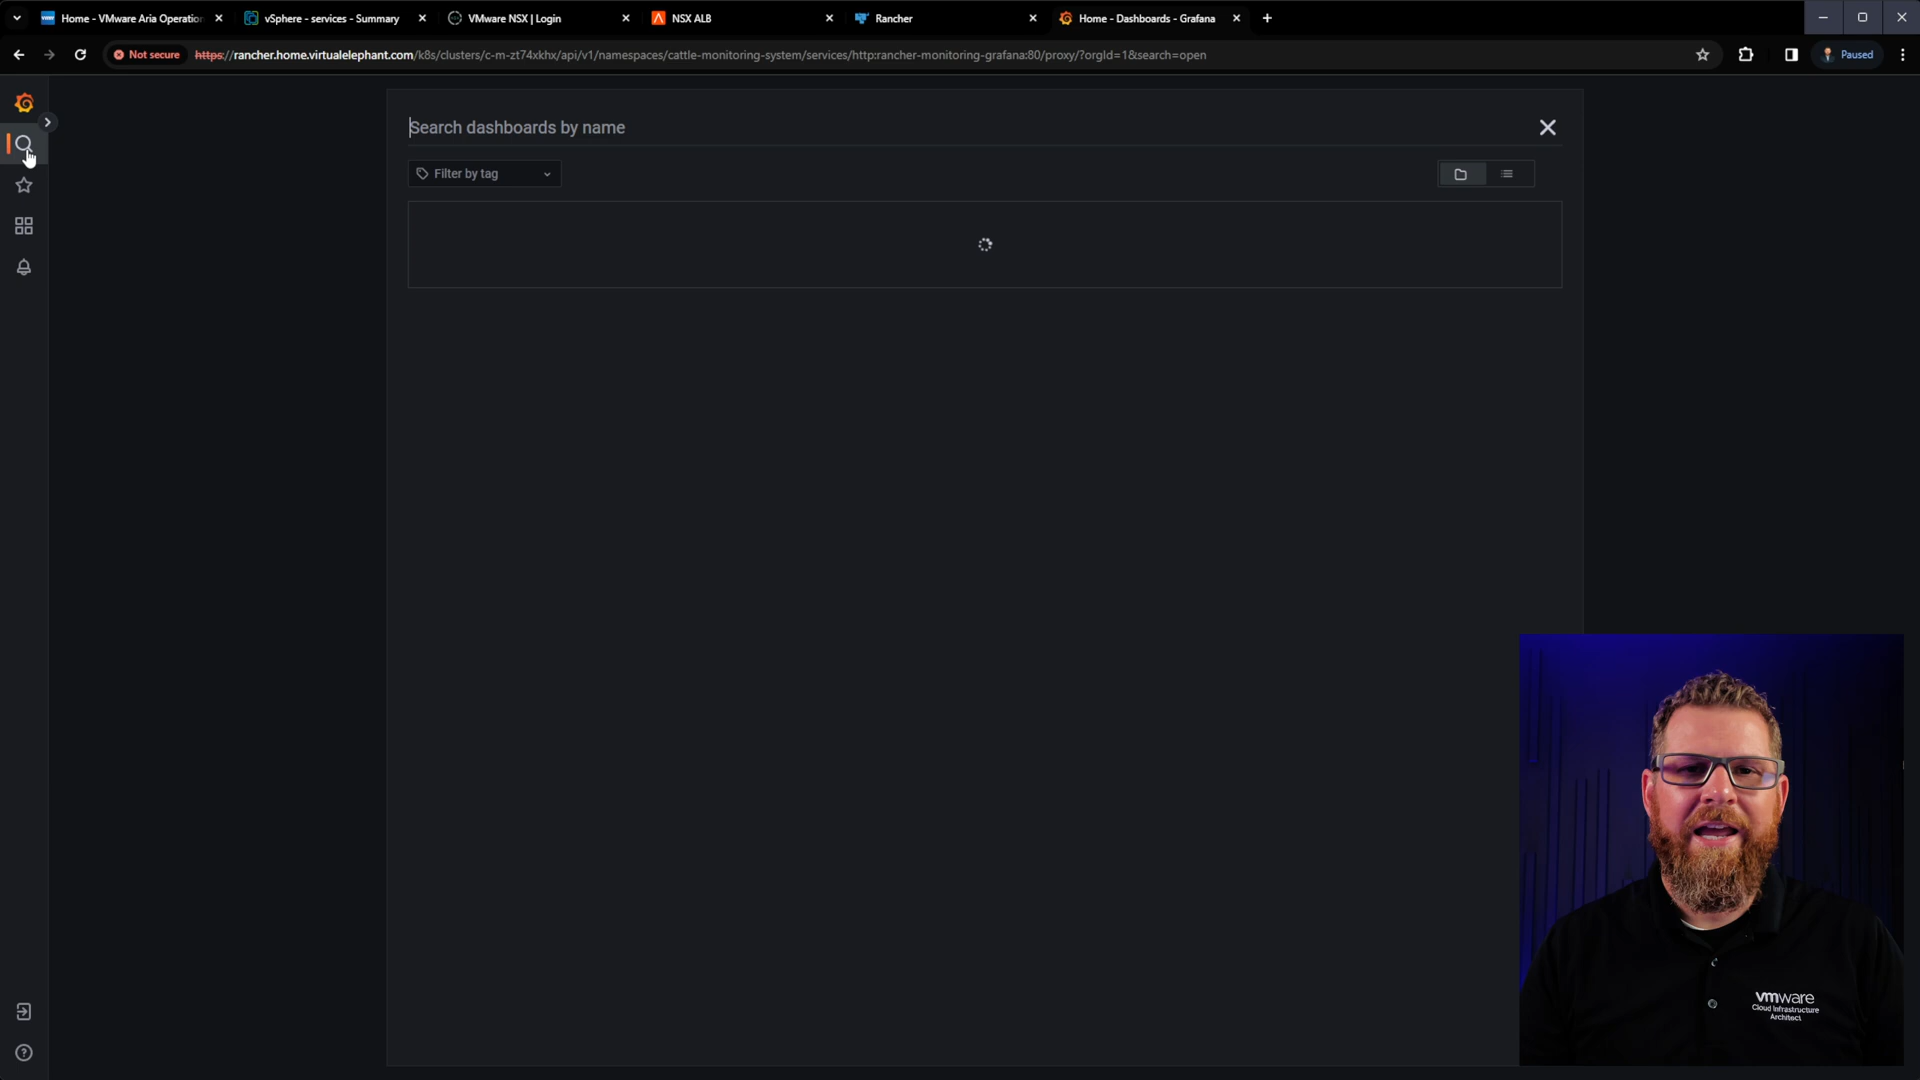 Home - VMware Aria Operation
vSphere - services - Summary
VMware NSX | Login
NSX ALB
Rancher
Home - Dashboards - Grafana
Not secure
https://rancher.home.virtualelephant.com/k8s/clusters/c-m-zt74xkhx/api/v1/namespaces/cattle-monitoring-system/services/http:rancher-monitoring-grafana:80/proxy/?orgId=1&search=open
Paused
Search dashboards by name
Filter by tag
vmware
Cloud Infrastructure
Architect